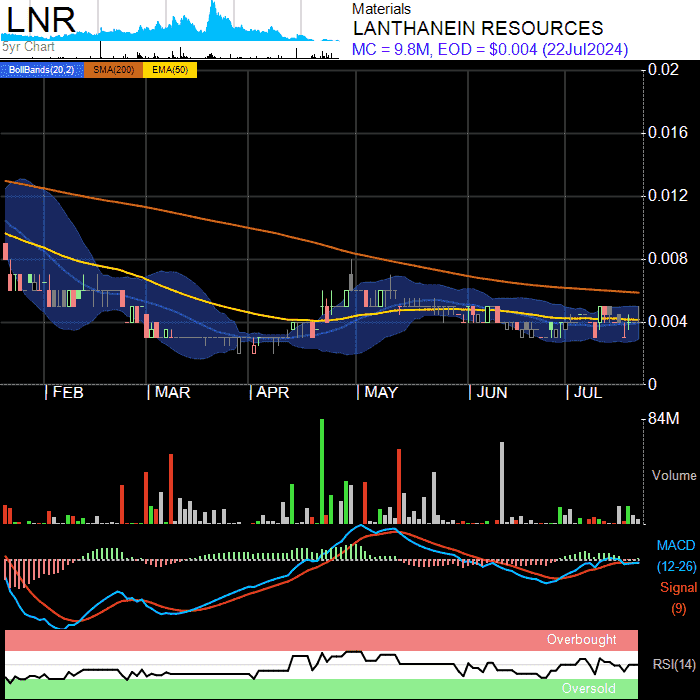 LNR
5yr Chart
Materials
LANTHANEIN RESOURCES
MC = 9.8M, EOD = $0.004 (22Jul2024)
BollBands(20,2) SMA(200) EMA(50)
0.02
0.016
0.012
0.008
0.004
0
FEB MAR APR MAY JUN JUL
84M
Volume
MACD
(12-26)
Signal
(9)
Overbought
RSI(14)
Oversold